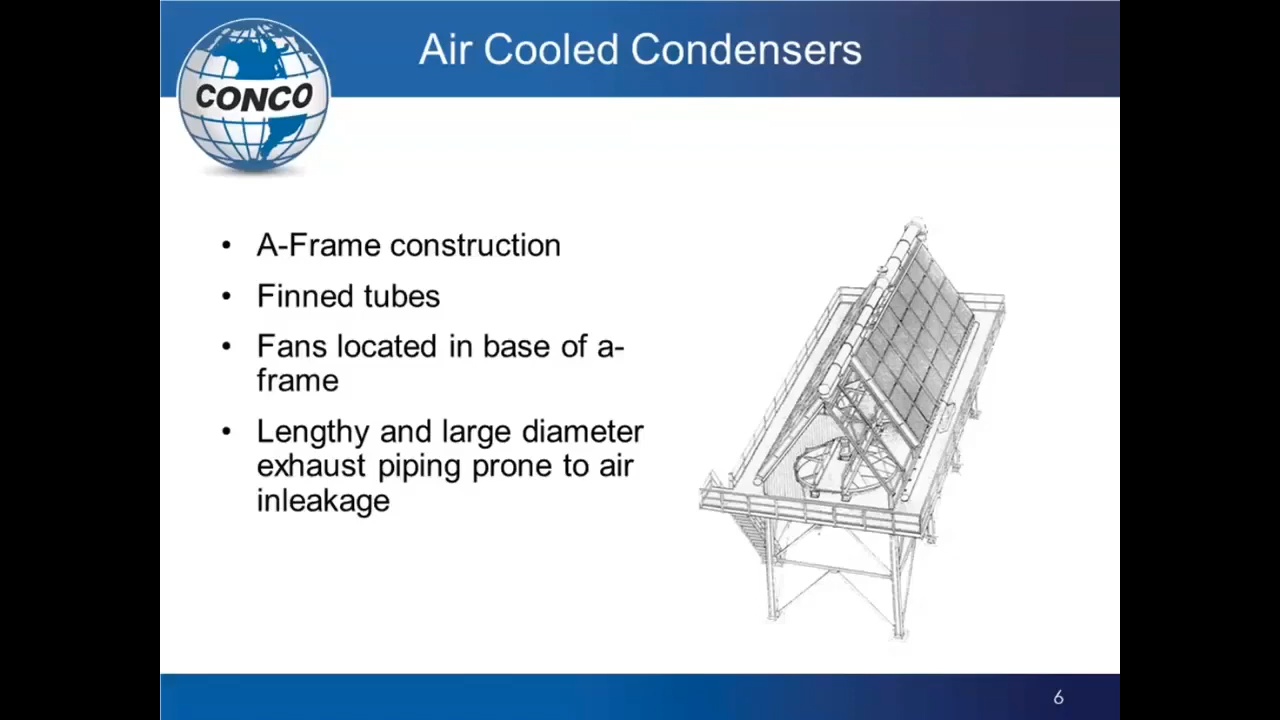 Air Cooled Condensers
CONCO
• A-Frame construction
• Finned tubes
• Fans located in base of a-
frame
• Lengthy and large diameter
exhaust piping prone to air
inleakage
6